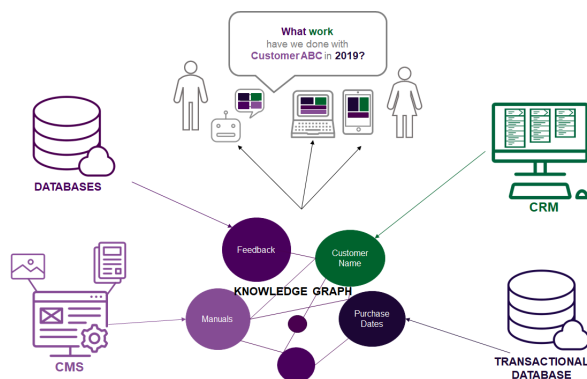 What work
have we done with
Customer ABC in 2019?
DATABASES
CRM
Feedback
Customer
Name
KNOWLEDGE GRAPH
Manuals
Purchase
Dates
CMS
TRANSACTIONAL
DATABASE